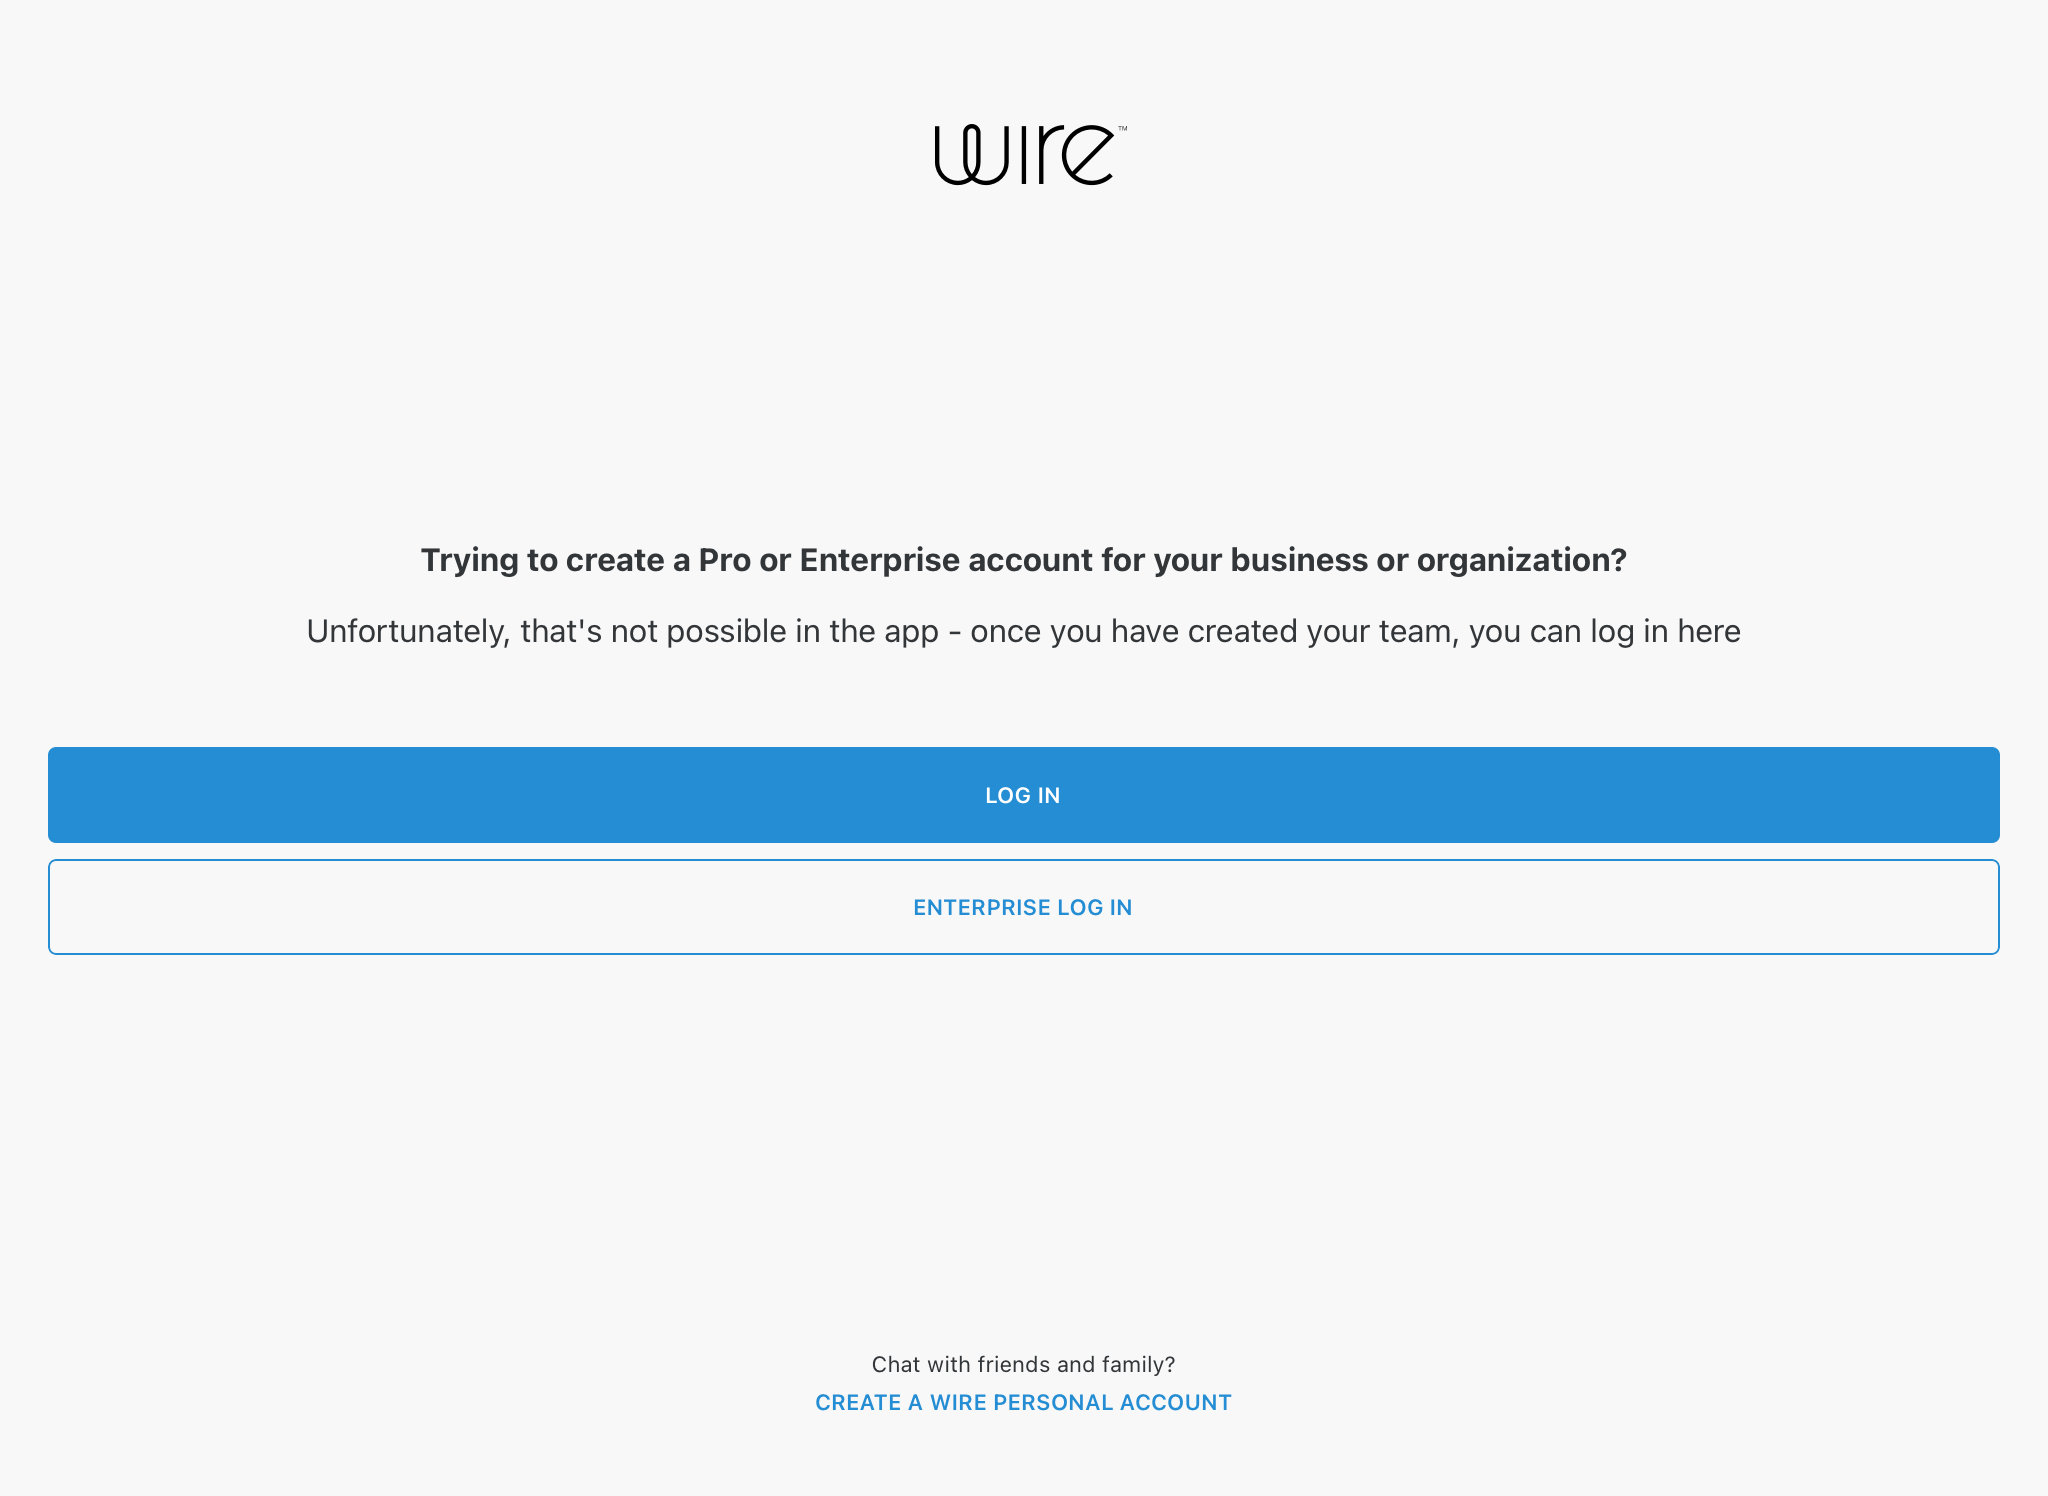 wire™
Trying to create a Pro or Enterprise account for your business or organization?
Unfortunately, that's not possible in the app - once you have created your team, you can log in here
LOG IN
ENTERPRISE LOG IN
Chat with friends and family?
CREATE A WIRE PERSONAL ACCOUNT